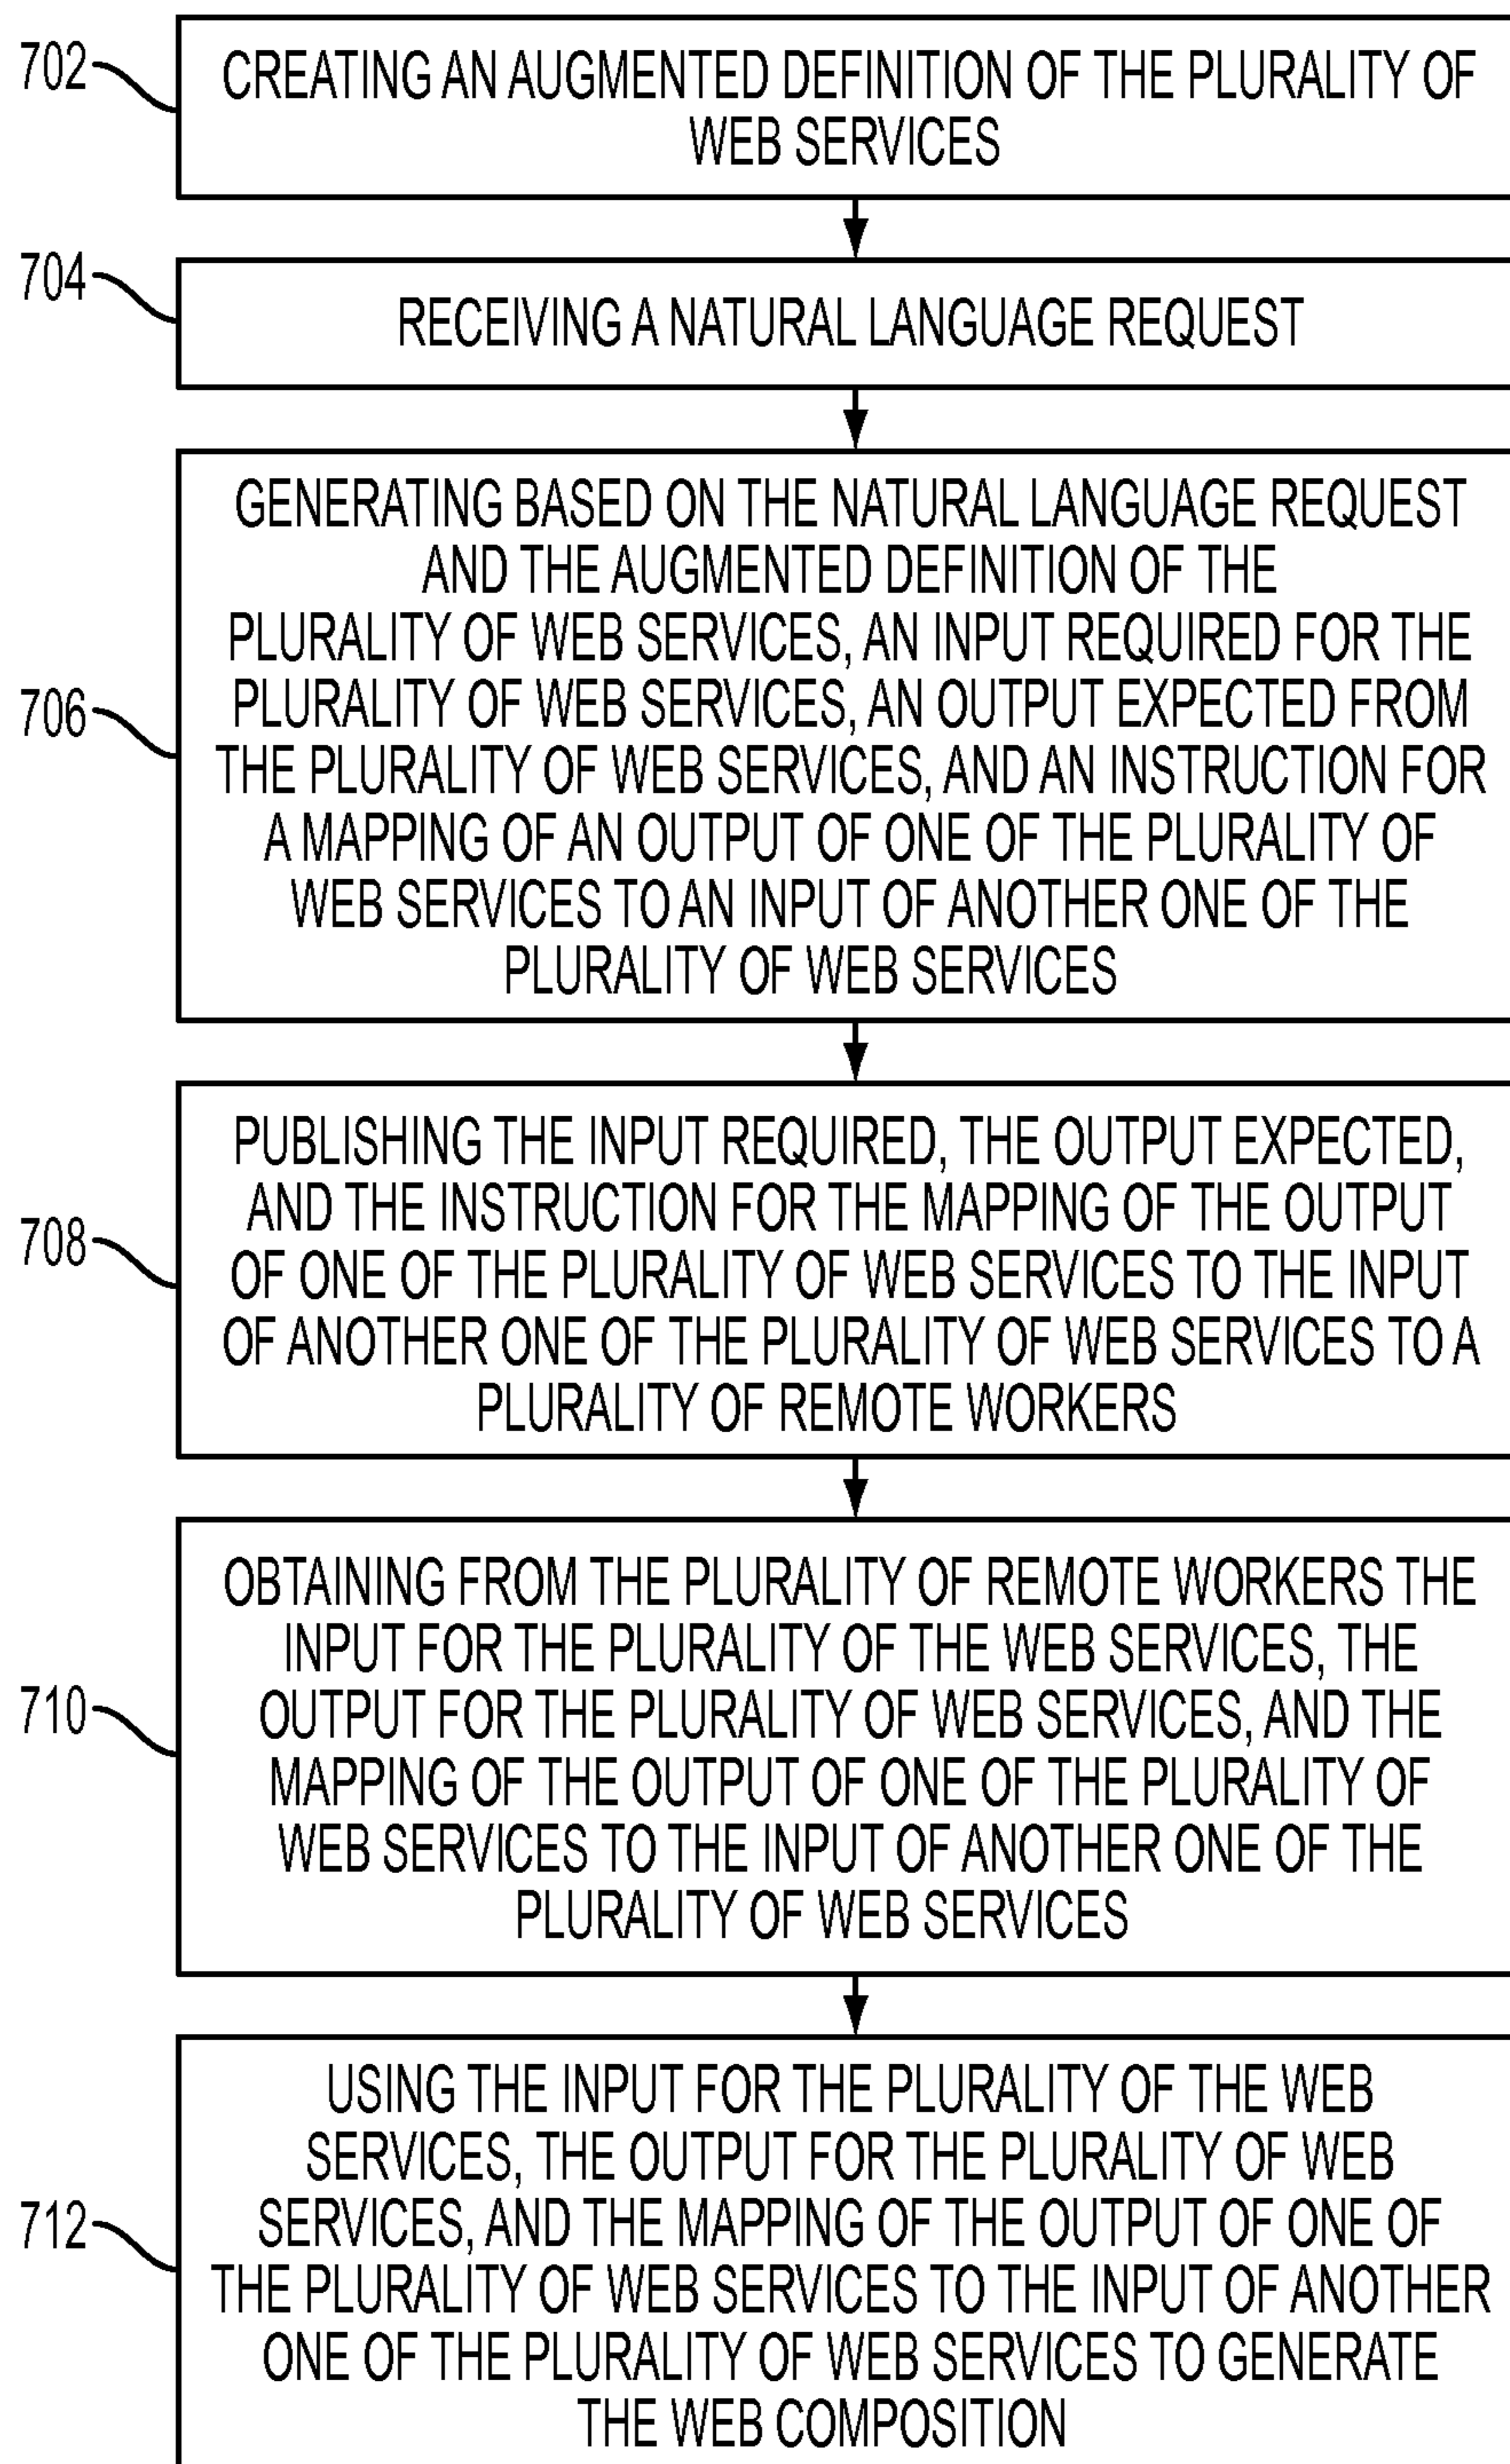 702
CREATING AN AUGMENTED DEFINITION OF THE PLURALITY OF
WEB SERVICES
704
RECEIVING A NATURAL LANGUAGE REQUEST
706
GENERATING BASED ON THE NATURAL LANGUAGE REQUEST
AND THE AUGMENTED DEFINITION OF THE
PLURALITY OF WEB SERVICES, AN INPUT REQUIRED FOR THE
PLURALITY OF WEB SERVICES, AN OUTPUT EXPECTED FROM
THE PLURALITY OF WEB SERVICES, AND AN INSTRUCTION FOR
A MAPPING OF AN OUTPUT OF ONE OF THE PLURALITY OF
WEB SERVICES TO AN INPUT OF ANOTHER ONE OF THE
PLURALITY OF WEB SERVICES
708
PUBLISHING THE INPUT REQUIRED, THE OUTPUT EXPECTED,
AND THE INSTRUCTION FOR THE MAPPING OF THE OUTPUT
OF ONE OF THE PLURALITY OF WEB SERVICES TO THE INPUT
OF ANOTHER ONE OF THE PLURALITY OF WEB SERVICES TO A
PLURALITY OF REMOTE WORKERS
710
OBTAINING FROM THE PLURALITY OF REMOTE WORKERS THE
INPUT FOR THE PLURALITY OF THE WEB SERVICES, THE
OUTPUT FOR THE PLURALITY OF WEB SERVICES, AND THE
MAPPING OF THE OUTPUT OF ONE OF THE PLURALITY OF
WEB SERVICES TO THE INPUT OF ANOTHER ONE OF THE
PLURALITY OF WEB SERVICES
712
USING THE INPUT FOR THE PLURALITY OF THE WEB
SERVICES, THE OUTPUT FOR THE PLURALITY OF WEB
SERVICES, AND THE MAPPING OF THE OUTPUT OF ONE OF
THE PLURALITY OF WEB SERVICES TO THE INPUT OF ANOTHER
ONE OF THE PLURALITY OF WEB SERVICES TO GENERATE
THE WEB COMPOSITION